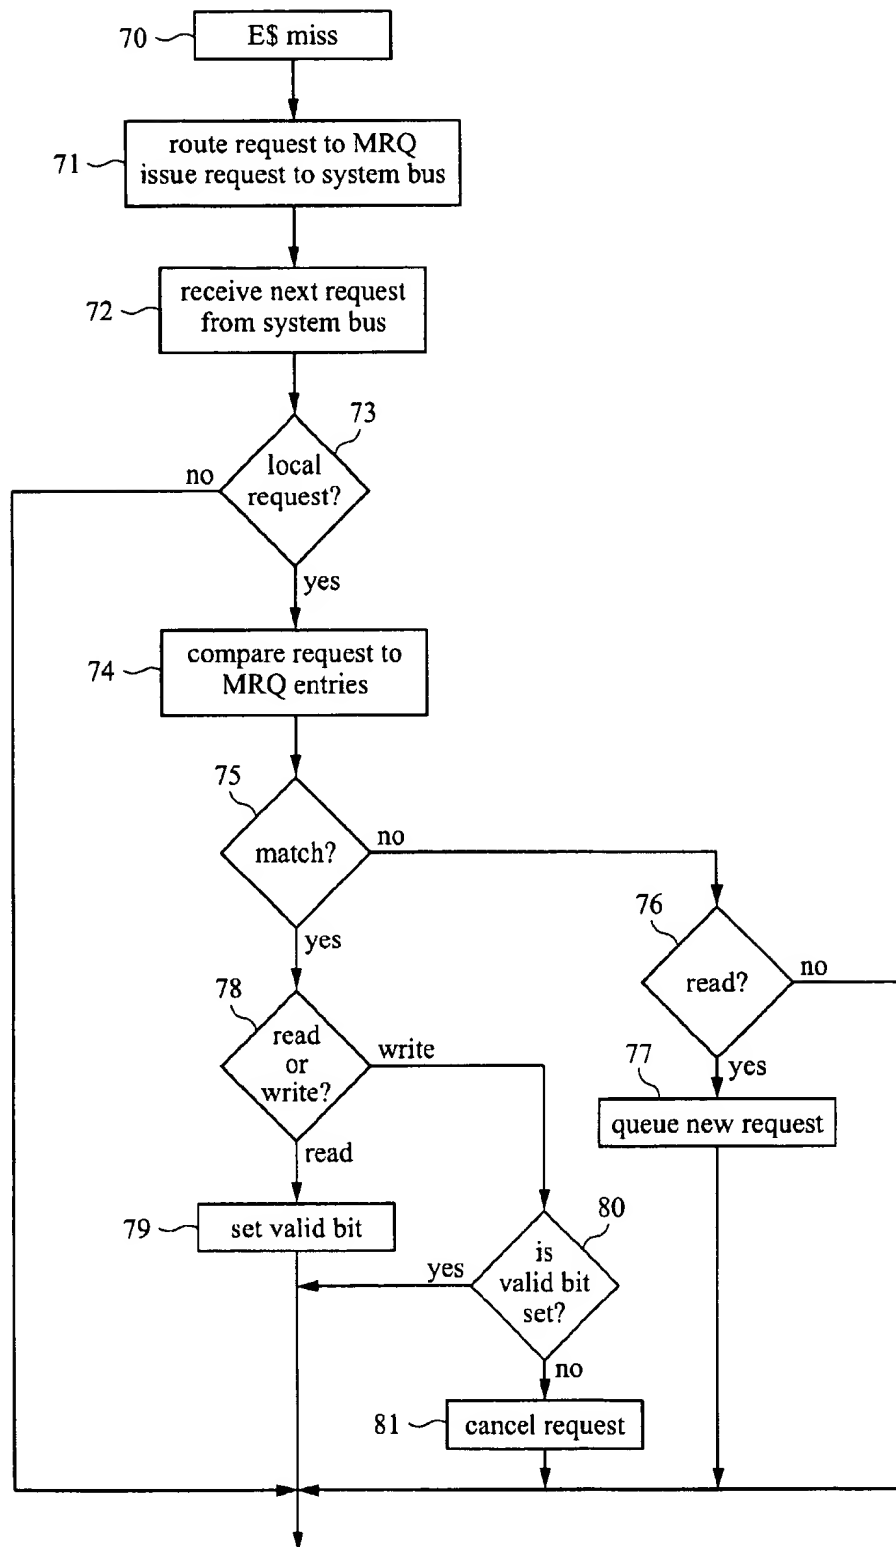 70
E$ miss
71
route request to MRQ
issue request to system bus
72
receive next request
from system bus
73
no
local
request?
yes
74
compare request to
MRQ entries
75
match?
no
yes
76
read?
no
yes
77
queue new request
78
read
or
write?
write
read
79
set valid bit
80
yes
is
valid bit
set?
no
81
cancel request